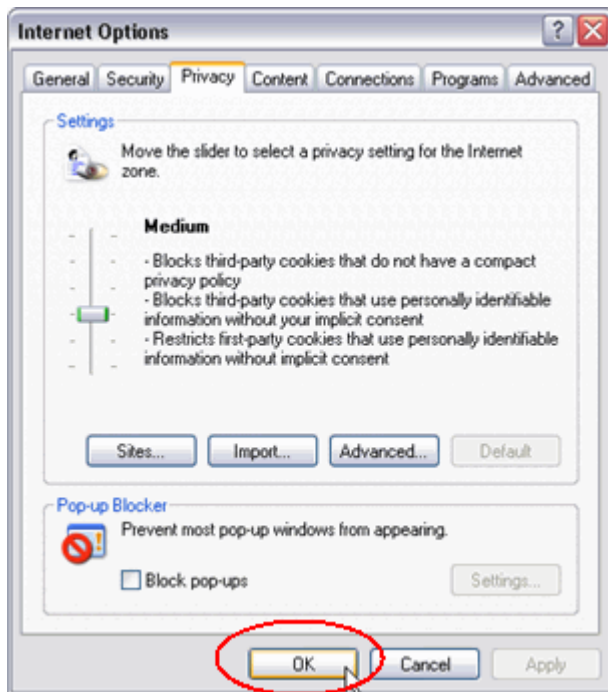 Internet Options
General Security Privacy Content Connections Programs Advanced
Settings
Move the slider to select a privacy setting for the Internet
zone.
Medium
- Blocks third-party cookies that do not have a compact
privacy policy
- Blocks third-party cookies that use personally identifiable
information without your implicit consent
- Restricts first-party cookies that use personally identifiable
information without implicit consent
Sites... Import... Advanced... Default
Pop-up Blocker
Prevent most pop-up windows from appearing.
Block pop-ups Settings...
OK Cancel Apply